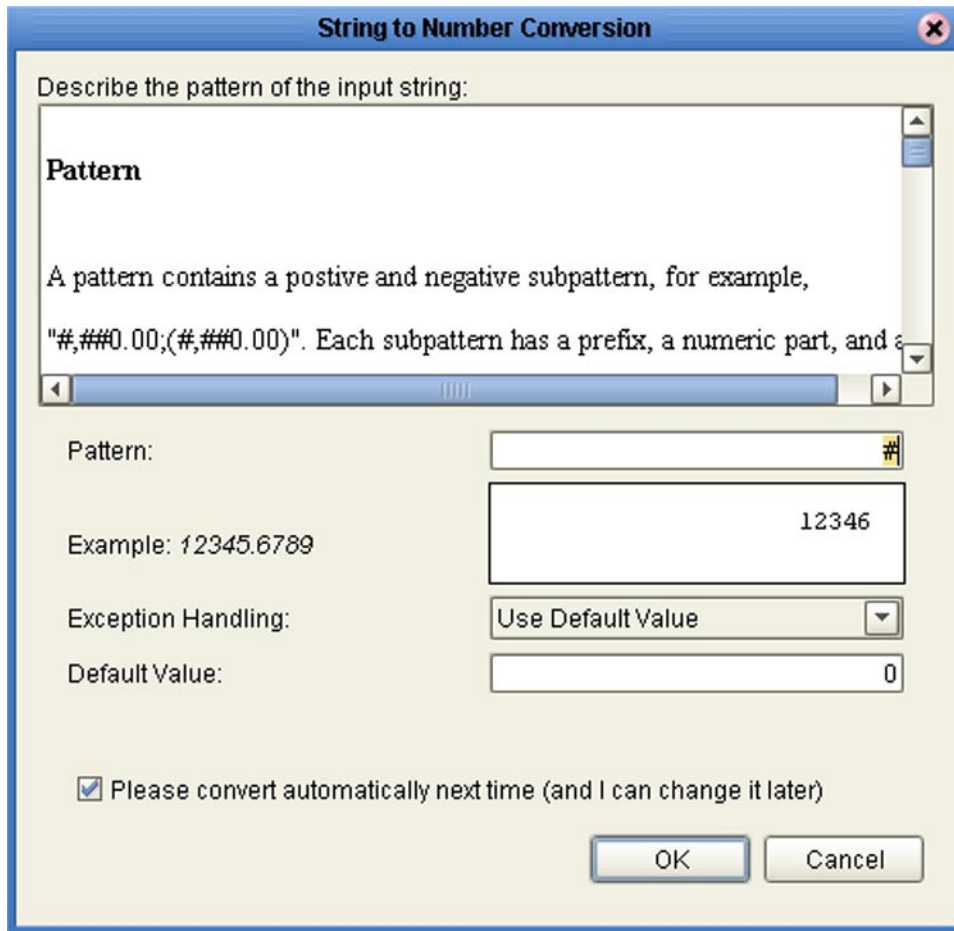 String to Number Conversion
Describe the pattern of the input string:
Pattern
A pattern contains a postive and negative subpattern, for example,
"#,##0.00;(#,##0.00)". Each subpattern has a prefix, a numeric part, and a
Pattern: #
12346
Example: 12345.6789
Exception Handling: Use Default Value
Default Value: 0
Please convert automatically next time (and I can change it later)
OK Cancel